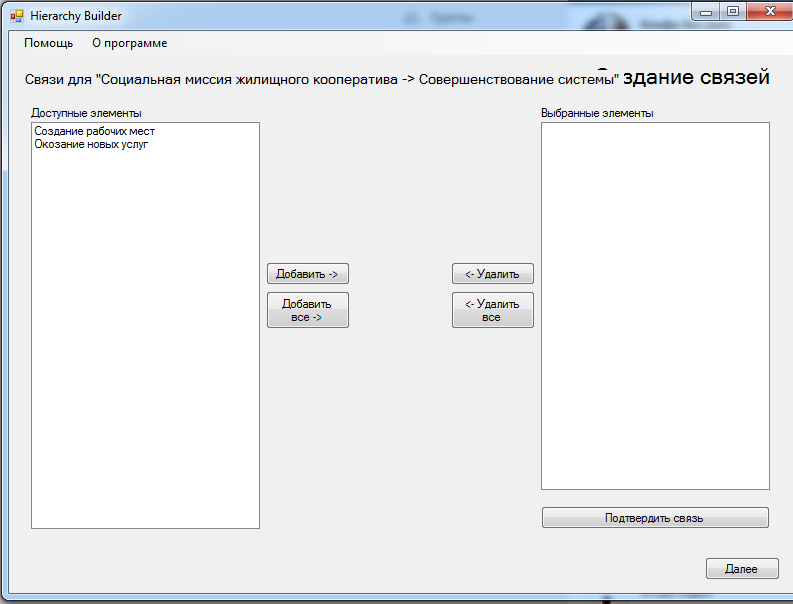 Hierarchy Builder
Помощь О программе
Связи для "Социальная миссия жилищного кооператива -> Совершенствование системы" здание связей
Доступные элементы
Выбранные элементы
Создание рабочих мест
Окозание новых услуг
Добавить ->
<- Удалить
Добавить
все ->
<- Удалить
все
Подтвердить связь
Далее